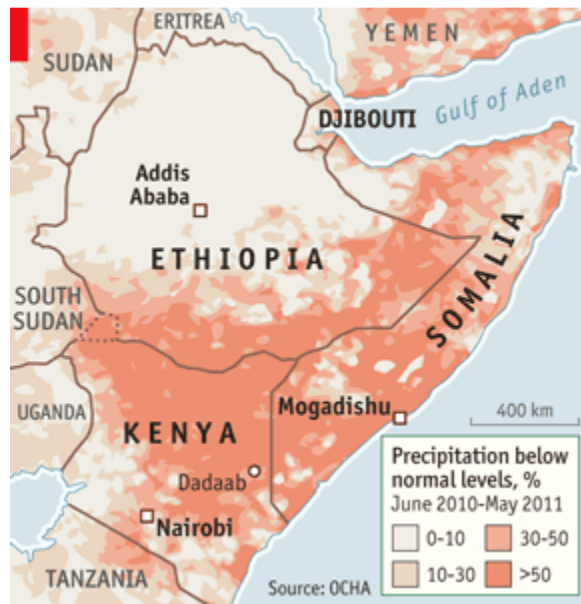 ERITREA
YEMEN
SUDAN
Gulf of Aden
DJIBOUTI
Addis
Ababa
ETHIOPIA
SOMALIA
SOUTH
SUDAN
Mogadishu
400 km
UGANDA
KENYA
Dadaab
Nairobi
TANZANIA
Source: OCHA
Precipitation below
normal levels, %
June 2010-May 2011
0-10
30-50
10-30
>50